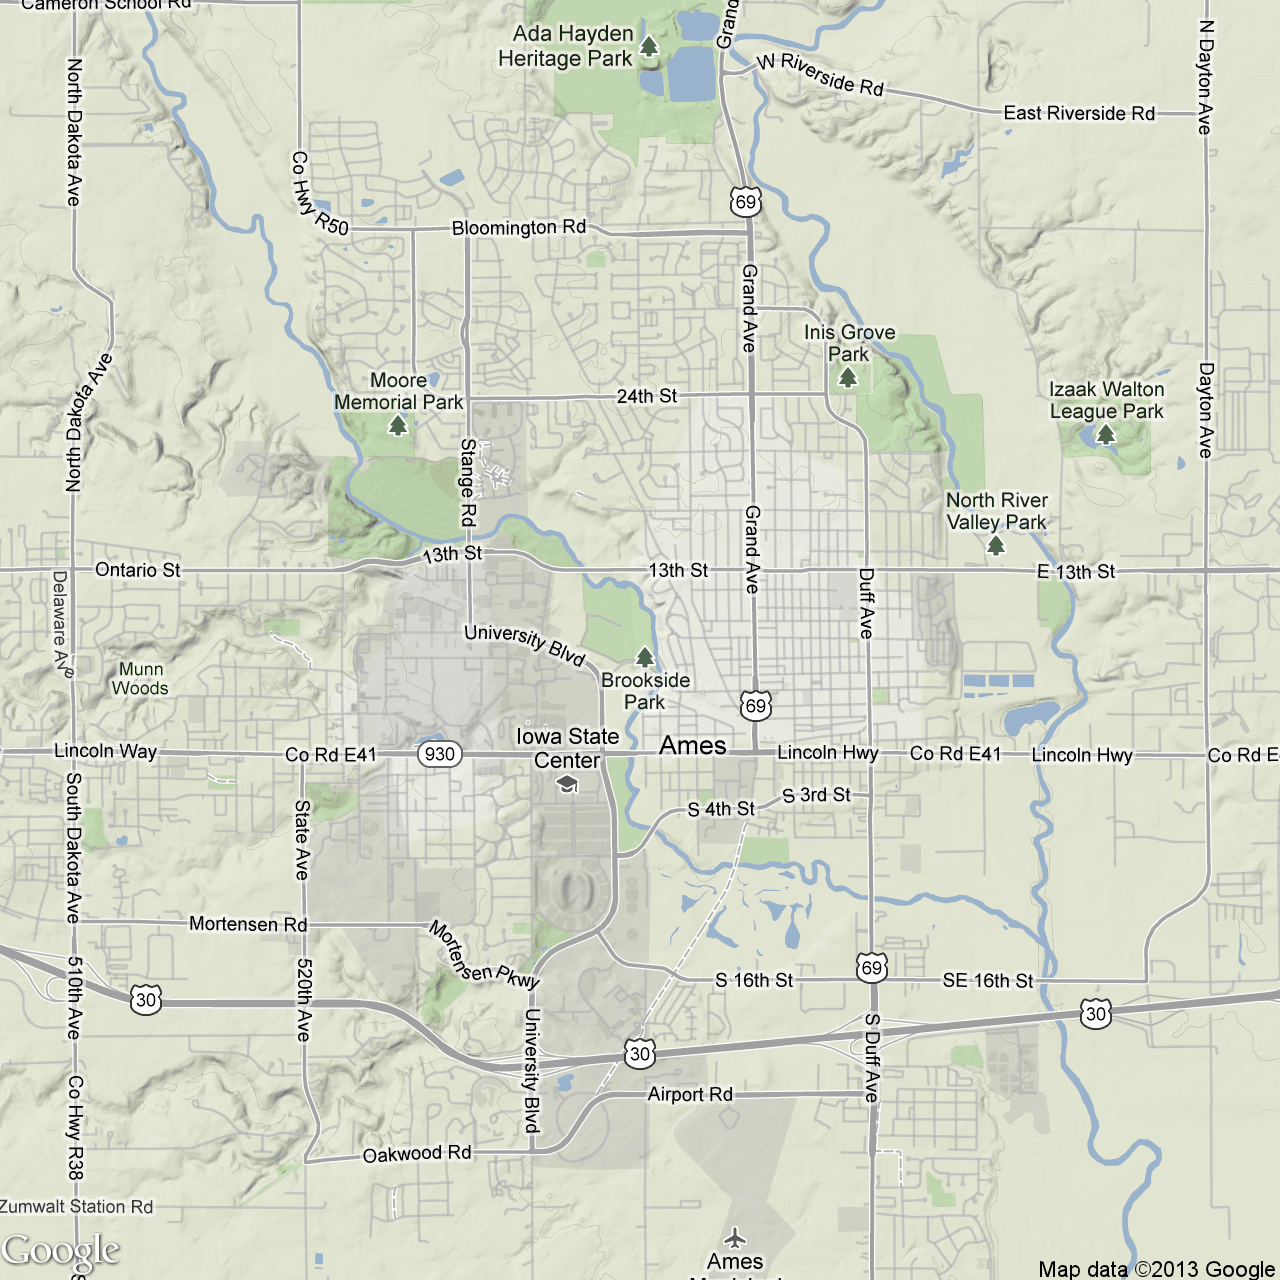 Cameron School Rd
Ada Hayden
Heritage Park
Grand
N Dayton Ave
W Riverside Rd
East Riverside Rd
North Dakota Ave
Co Hwy R50
69
Bloomington Rd
Grand Ave
Inis Grove
Park
Moore
Memorial Park
24th St
Izaak Walton
League Park
Dayton Ave
North Dakota Ave
Stange Rd
Grand Ave
North River
Valley Park
Ontario St
13th St
13th St
E 13th St
Delaware Ave
Duff Ave
University Blvd
Munn
Woods
Brookside
Park
69
Iowa State
Center
Ames
Lincoln Way
Co Rd E41
930
Lincoln Hwy
Co Rd E41
Lincoln Hwy
Co Rd E4
South Dakota Ave
State Ave
S 4th St
S 3rd St
Mortensen Rd
Mortensen Pkwy
510th Ave
520th Ave
30
S 16th St
69
SE 16th St
30
University Blvd
30
S Duff Ave
Airport Rd
Co Hwy R38
Oakwood Rd
Zumwalt Station Rd
Google
Ames
Map data ©2013 Google